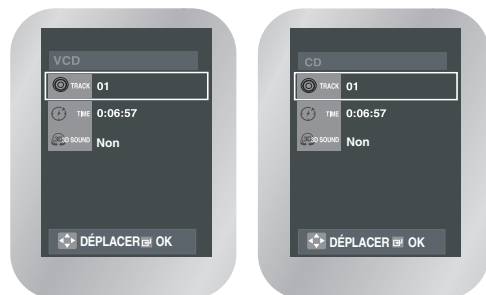 VCD
TRACK 01
TIME 0:06:57
3D SOUND Non
DÉPLACER OK
CD
TRACK 01
TIME 0:06:57
3D SOUND Non
DÉPLACER OK